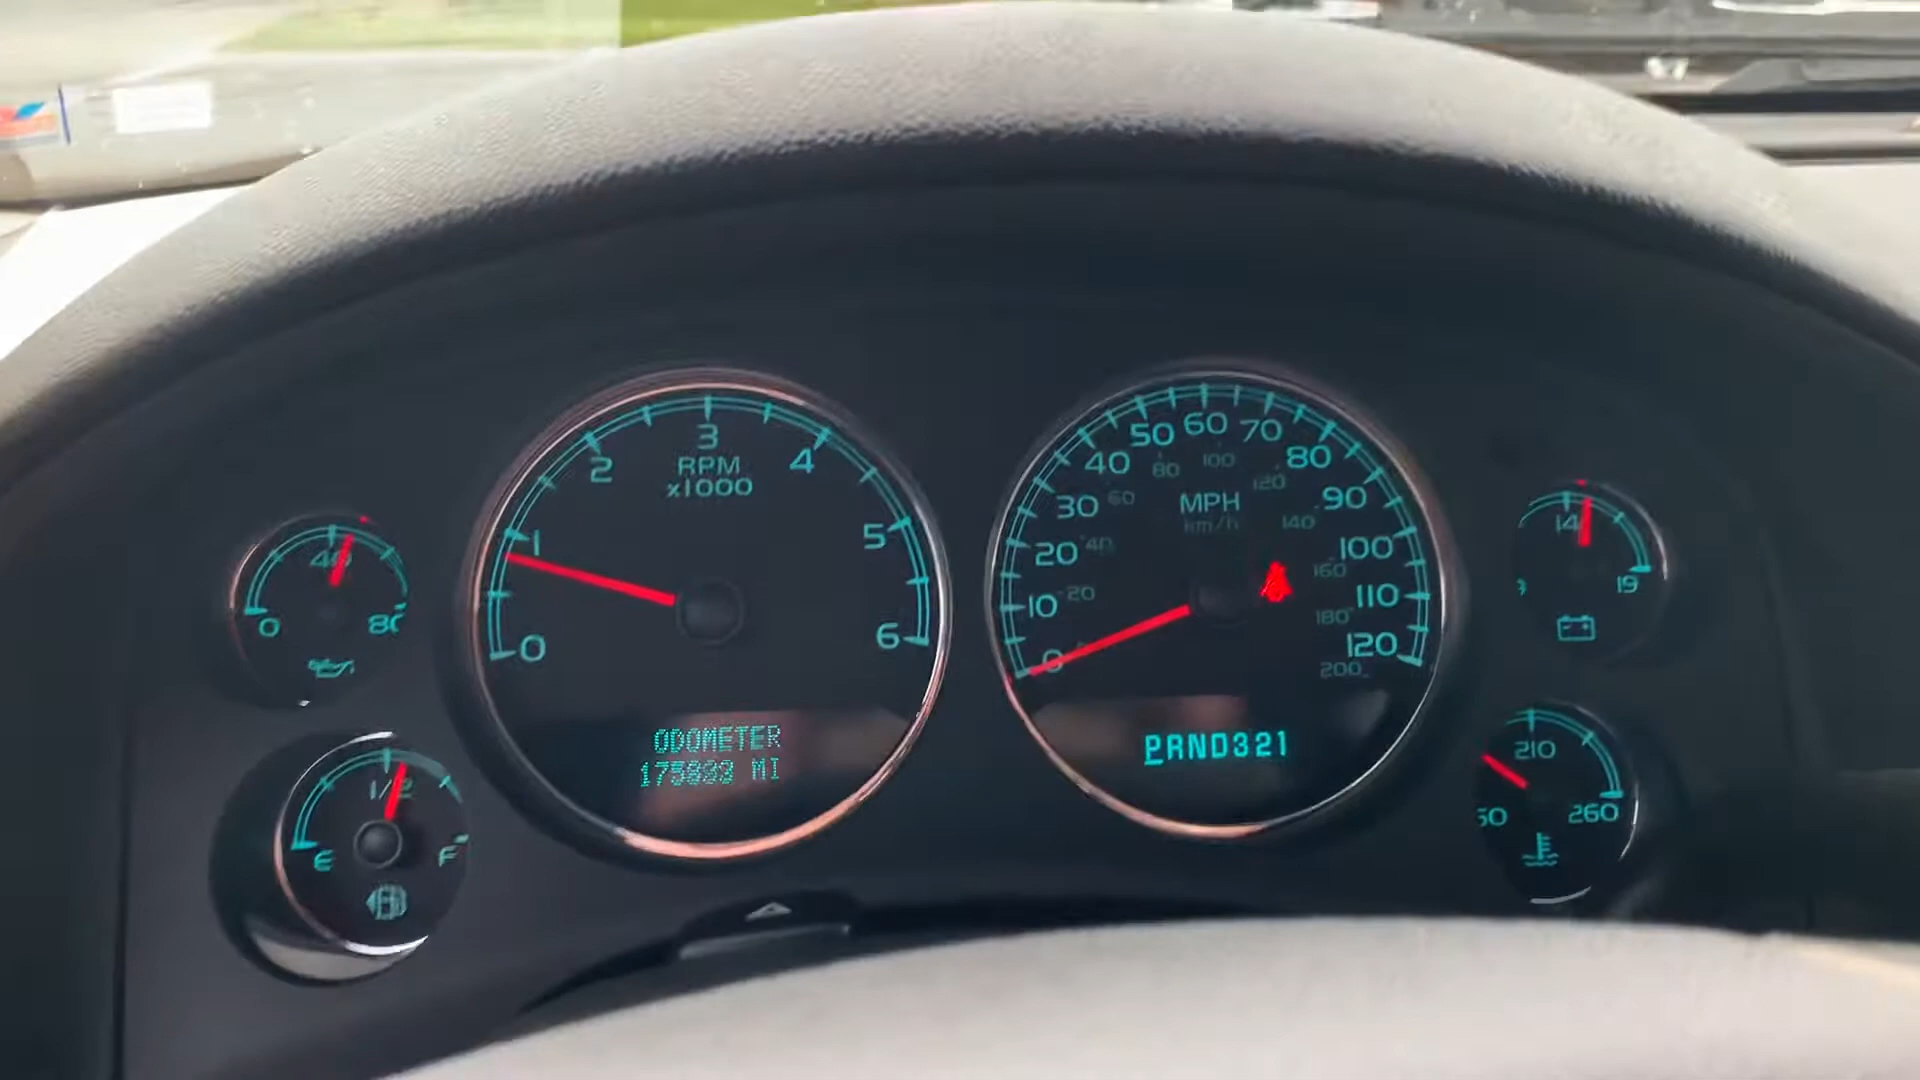 0 40 80
E 1/2 F
0 1 2 3 4 5 6
RPM
x1000
ODOMETER
MI
0 10 20 30 40 50 60 70 80 90 100 110 120
20 40 60 80 100 120 140 160 180 200
MPH
km/h
PRND321
14 19
210 260